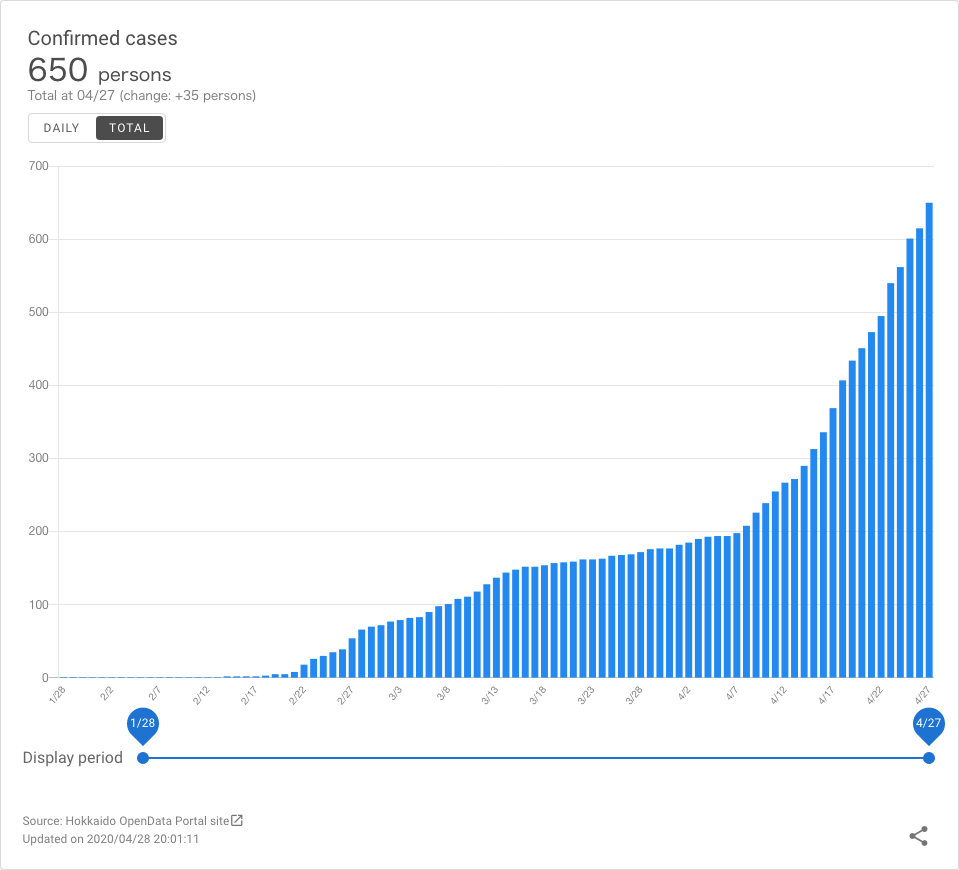 Confirmed cases
650 persons
Total at 04/27 (change: +35 persons)
DAILY TOTAL
700
600
500
400
300
200
100
0
1/28 2/2 2/7 2/12 2/17 2/22 2/27 3/3 3/8 3/13 3/18 3/23 3/28 4/2 4/7 4/12 4/17 4/22 4/27
1/28 4/27
Display period
Source: Hokkaido OpenData Portal site
Updated on 2020/04/28 20:01:11